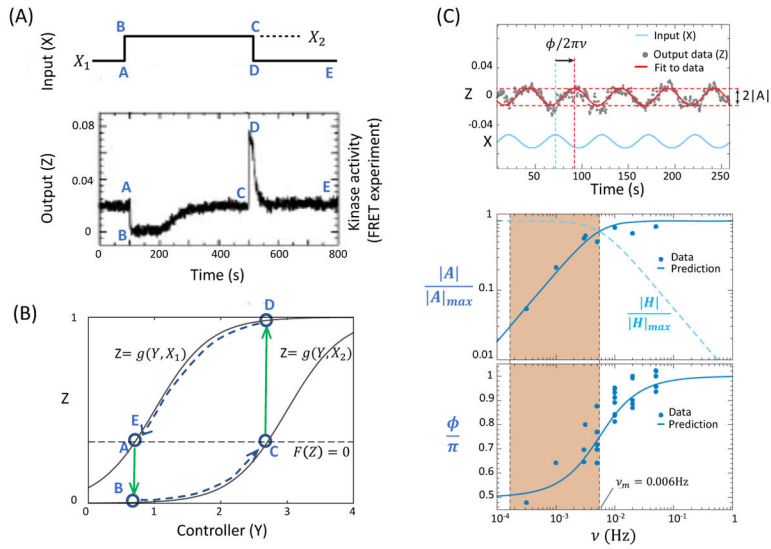 (A)
B
C
X₂
X₁
A
D
E
Input (X)
0.08
D
Output (Z)
0.04
A
C
E
0
B
Kinase activity
(FRET experiment)
0
200
400
600
800
Time (s)
(B)
1
D
Z= g(Y,X₁)
Z= g(Y,X₂)
Z
E
A
C
F(Z) = 0
B
0
0
1
2
3
4
Controller (Y)
(C)
Input (X)
Output data (Z)
Fit to data
ϕ/2πν
0.04
Z
0
2|A|
-0.04
X
50
100
150
200
250
Time (s)
1
|A|
|A|max
0.1
0.01
Data
Prediction
|H|
|H|max
1
0.9
0.8
0.7
0.6
0.5
ϕ
π
Data
Prediction
νm = 0.006Hz
10⁻⁴
10⁻³
10⁻²
10⁻¹
10⁰
ν (Hz)